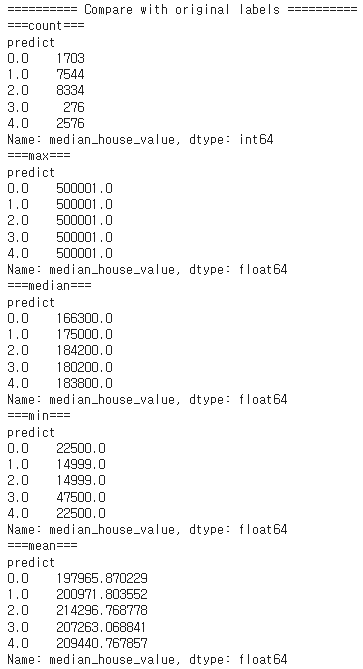 ========== Compare with original labels ==========
===count===
predict
0.0    1703
1.0    7544
2.0    8334
3.0     276
4.0    2576
Name: median_house_value, dtype: int64
===max===
predict
0.0    500001.0
1.0    500001.0
2.0    500001.0
3.0    500001.0
4.0    500001.0
Name: median_house_value, dtype: float64
===median===
predict
0.0    166300.0
1.0    175000.0
2.0    184200.0
3.0    180200.0
4.0    183800.0
Name: median_house_value, dtype: float64
===min===
predict
0.0    22500.0
1.0    14999.0
2.0    14999.0
3.0    47500.0
4.0    22500.0
Name: median_house_value, dtype: float64
===mean===
predict
0.0    197965.870229
1.0    200971.803552
2.0    214296.768778
3.0    207263.068841
4.0    209440.767857
Name: median_house_value, dtype: float64